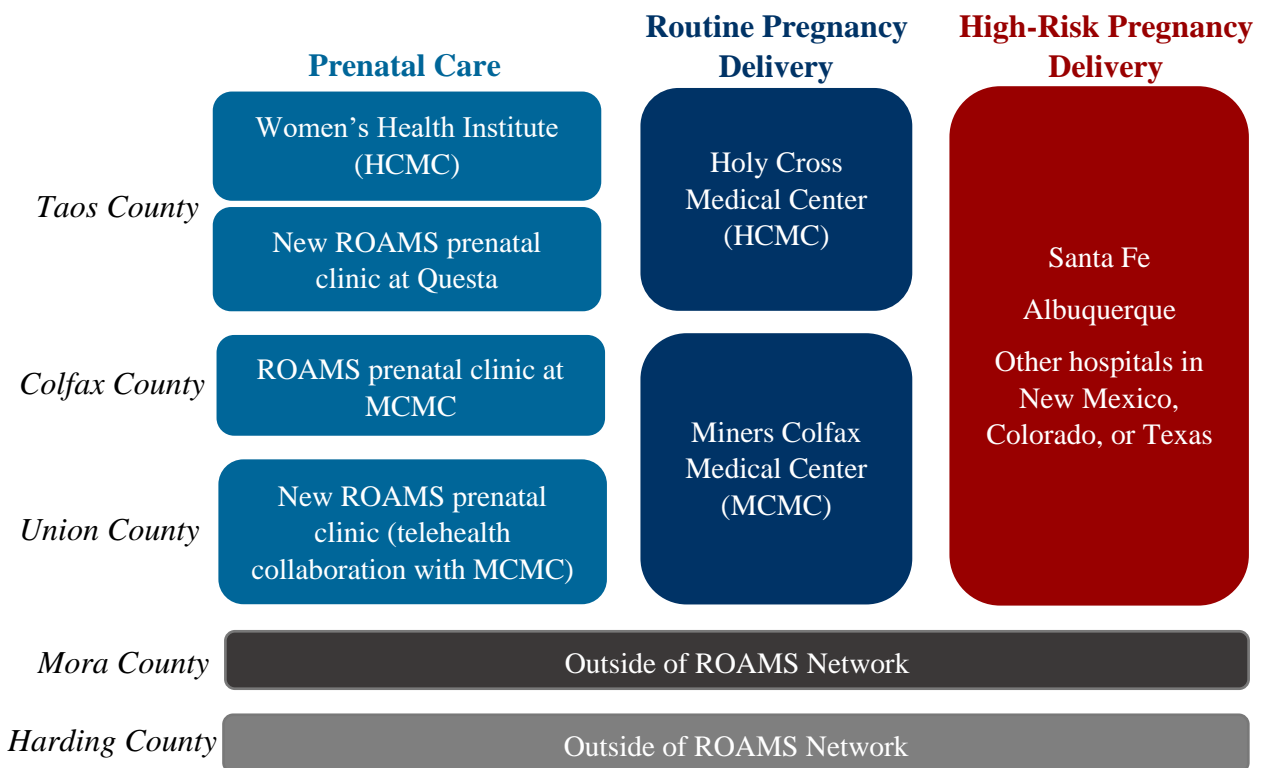 Prenatal Care
Routine Pregnancy
Delivery
High-Risk Pregnancy
Delivery
Taos County
Women’s Health Institute
(HCMC)
New ROAMS prenatal
clinic at Questa
Holy Cross
Medical Center
(HCMC)
Santa Fe
Albuquerque
Other hospitals in
New Mexico,
Colorado, or Texas
Colfax County
ROAMS prenatal clinic at
MCMC
Miners Colfax
Medical Center
(MCMC)
Union County
New ROAMS prenatal
clinic (telehealth
collaboration with MCMC)
Mora County
Outside of ROAMS Network
Harding County
Outside of ROAMS Network